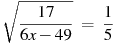 √(17/(6x−49)) = 1/5